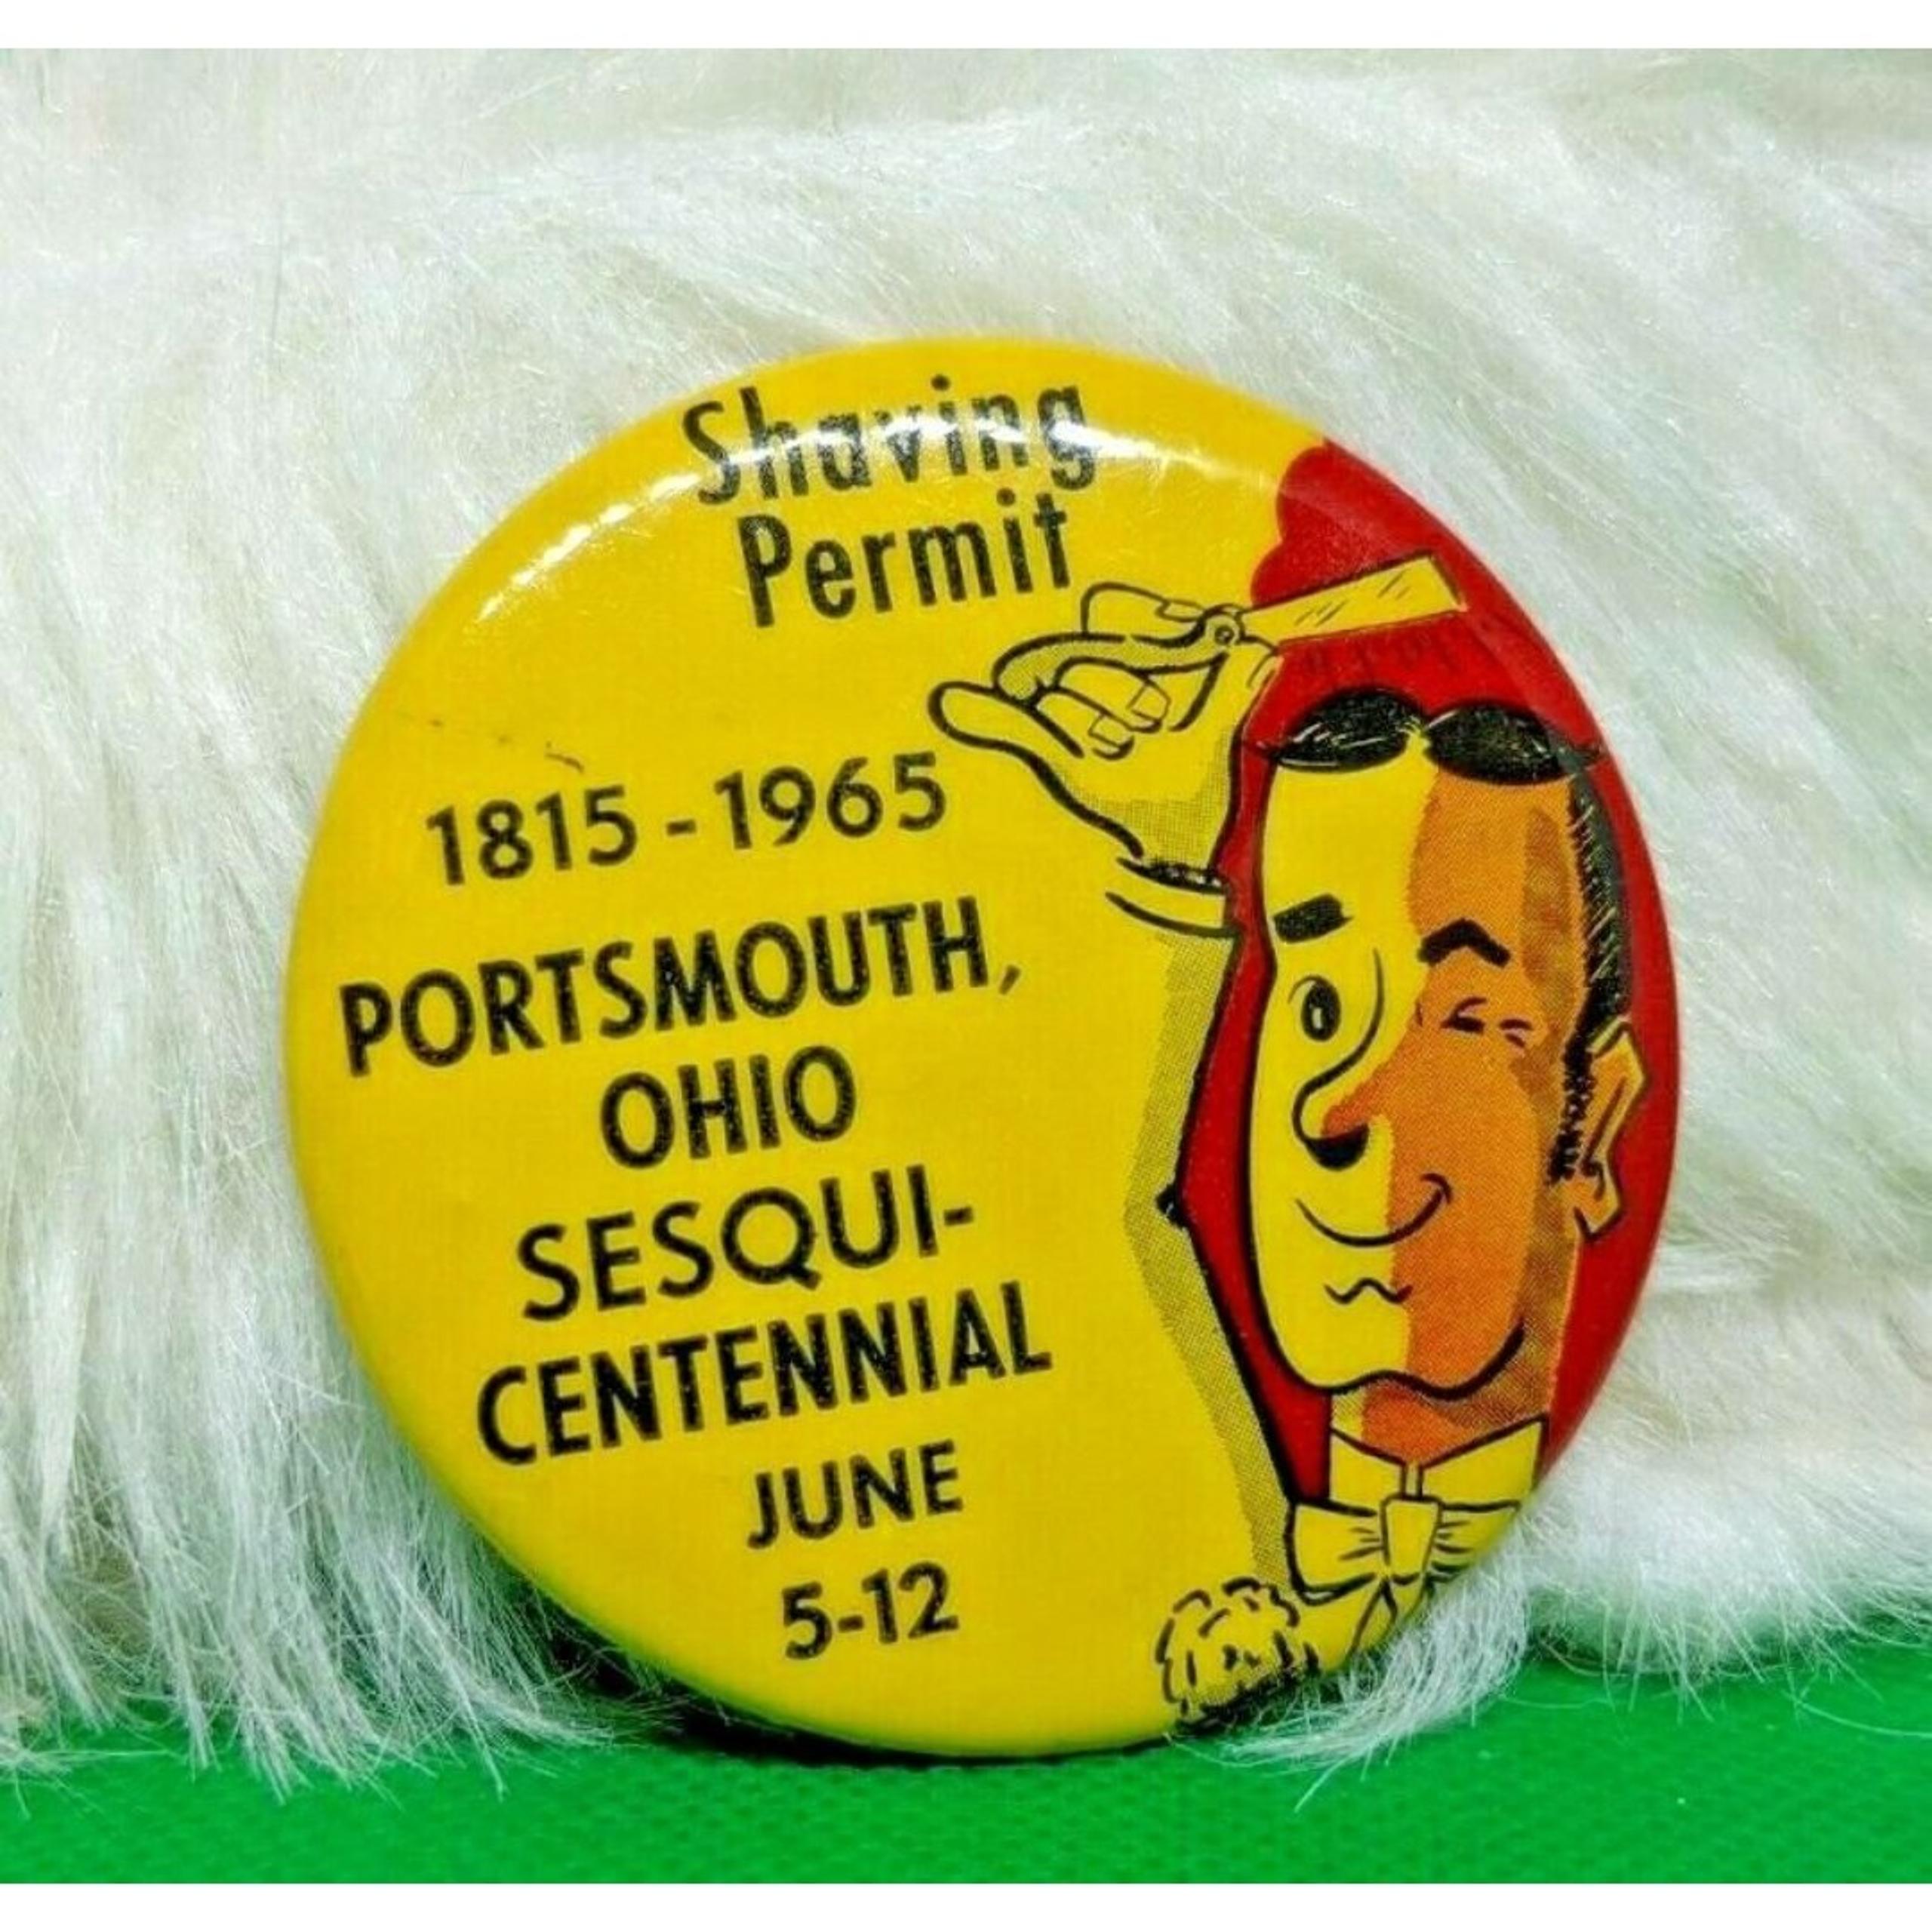 Shaving
Permit
1815-1965
PORTSMOUTH,
OHIO
SESQUI-
CENTENNIAL
JUNE
5-12